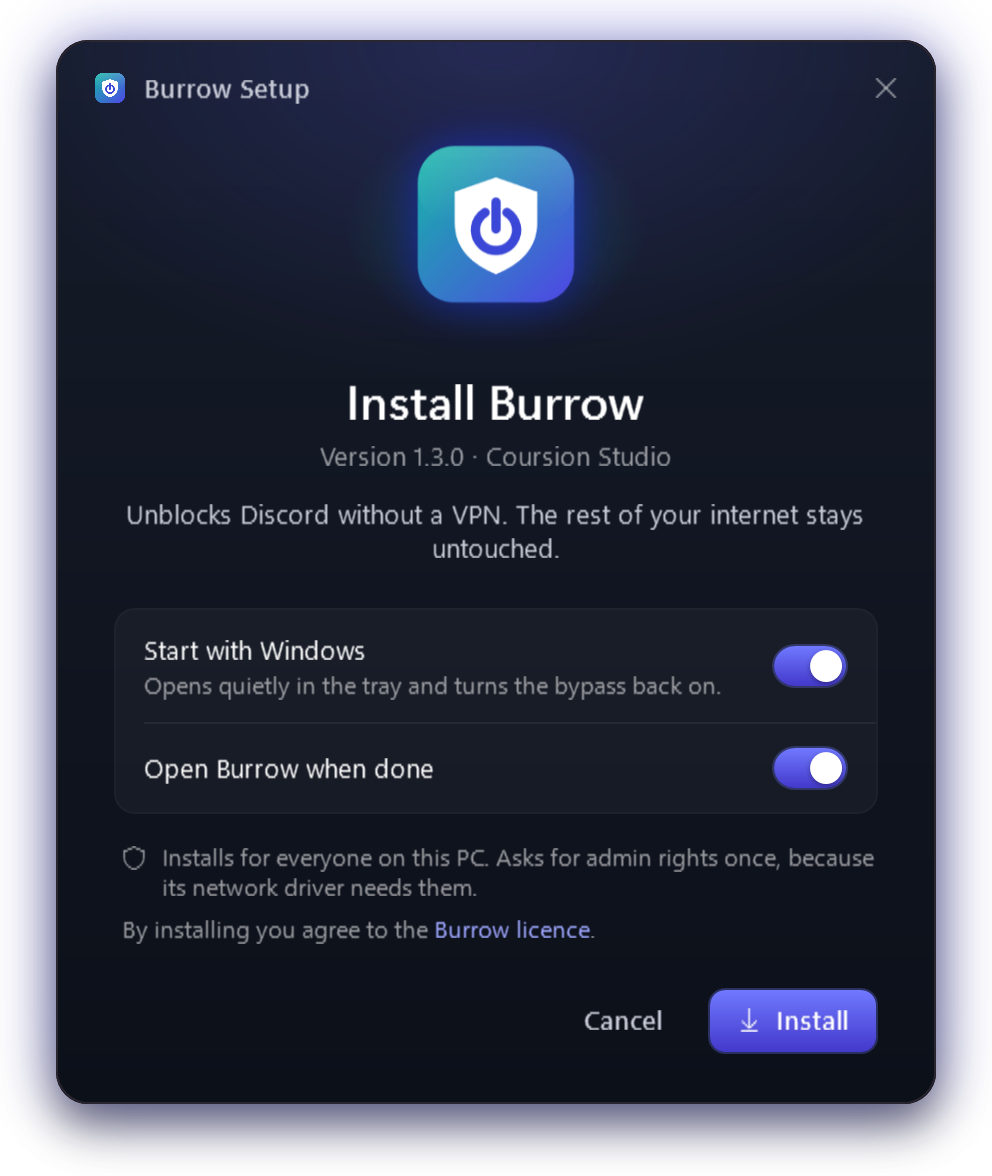 Burrow Setup
Install Burrow
Version 1.3.0 · Coursion Studio
Unblocks Discord without a VPN. The rest of your internet stays
untouched.
Start with Windows
Opens quietly in the tray and turns the bypass back on.
Open Burrow when done
Installs for everyone on this PC. Asks for admin rights once, because
its network driver needs them.
By installing you agree to the Burrow licence.
Cancel
Install